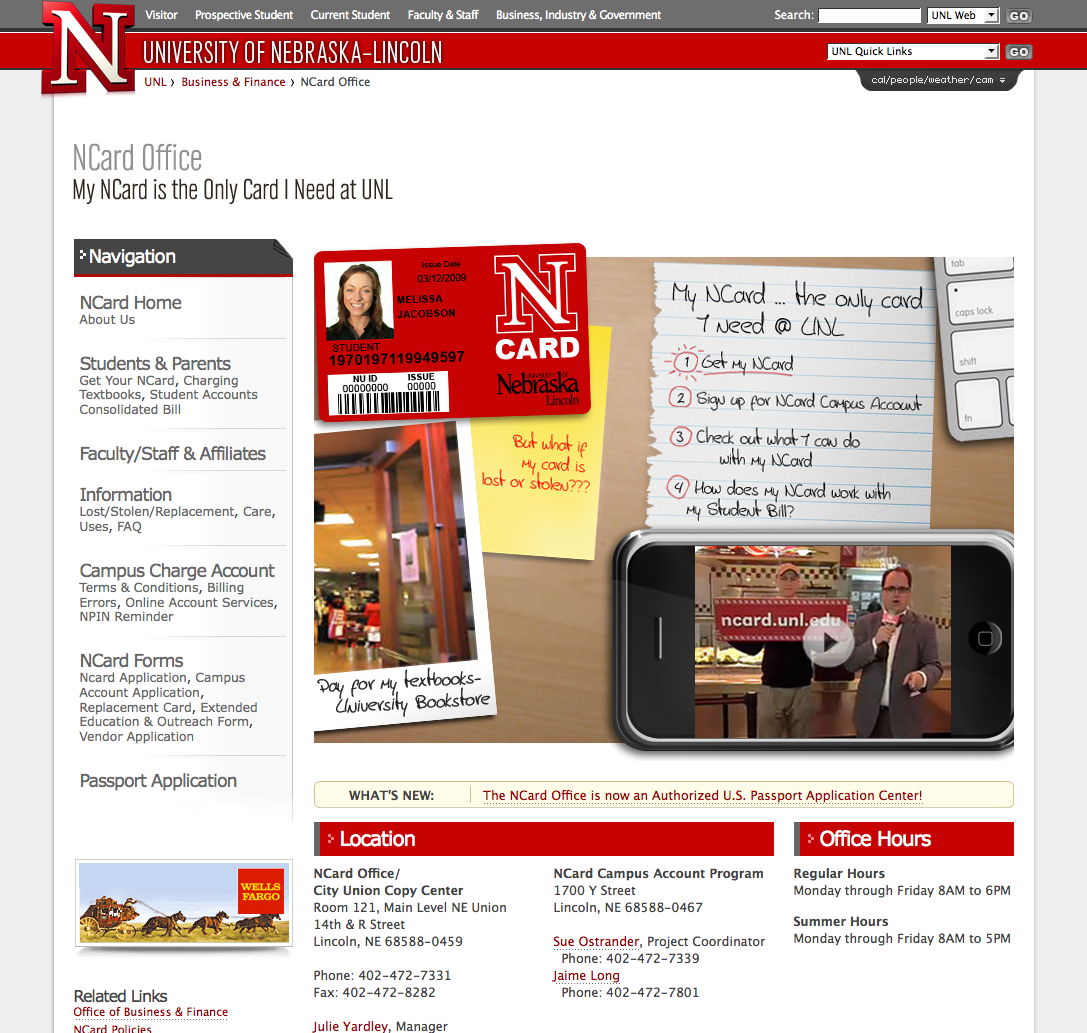 Visitor Prospective Student Current Student Faculty & Staff Business, Industry & Government Search: UNL Web GO
N UNIVERSITY OF NEBRASKA–LINCOLN UNL Quick Links GO
UNL › Business & Finance › NCard Office cal/people/weather/cam
NCard Office
My NCard is the Only Card I Need at UNL
Navigation
NCard Home
About Us
Students & Parents
Get Your NCard, Charging
Textbooks, Student Accounts
Consolidated Bill
Faculty/Staff & Affiliates
Information
Lost/Stolen/Replacement, Care,
Uses, FAQ
Campus Charge Account
Terms & Conditions, Billing
Errors, Online Account Services,
NPIN Reminder
NCard Forms
Ncard Application, Campus
Account Application,
Replacement Card, Extended
Education & Outreach Form,
Vendor Application
Passport Application
WELLS
FARGO
Related Links
Office of Business & Finance
NCard Policies
Issue Date
03/12/2009
MELISSA
JACOBSON
STUDENT
1970197119949597
NU ID ISSUE
00000000 00000
N
CARD
UNIVERSITY OF
Nebraska
Lincoln
But what if
my card is
lost or stolen???
My NCard ... the only card
I need @ UNL
1 Get my NCard
2 Sign up for NCard Campus Account
3 Check out what I can do
with my NCard
4 How does my NCard work with
my Student Bill?
tab
caps lock
shift
fn
Pay for my textbooks-
University Bookstore
ncard.unl.edu
WHAT'S NEW: The NCard Office is now an Authorized U.S. Passport Application Center!
Location
NCard Office/
City Union Copy Center
Room 121, Main Level NE Union
14th & R Street
Lincoln, NE 68588-0459
Phone: 402-472-7331
Fax: 402-472-8282
Julie Yardley, Manager
NCard Campus Account Program
1700 Y Street
Lincoln, NE 68588-0467
Sue Ostrander, Project Coordinator
Phone: 402-472-7339
Jaime Long
Phone: 402-472-7801
Office Hours
Regular Hours
Monday through Friday 8AM to 6PM
Summer Hours
Monday through Friday 8AM to 5PM